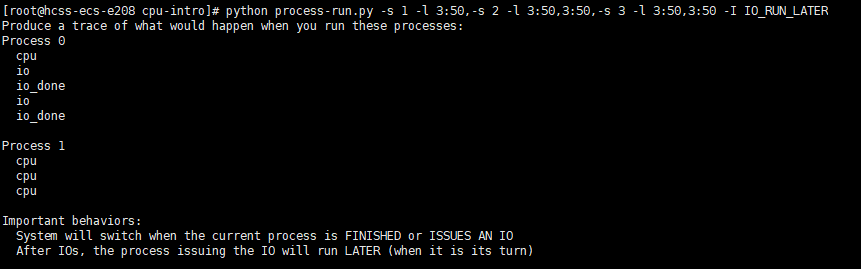 [root@hcss-ecs-e208 cpu-intro]# python process-run.py -s 1 -l 3:50,-s 2 -l 3:50,3:50,-s 3 -l 3:50,3:50 -I IO_RUN_LATER
Produce a trace of what would happen when you run these processes:
Process 0
  cpu
  io
  io_done
  io
  io_done

Process 1
  cpu
  cpu
  cpu

Important behaviors:
  System will switch when the current process is FINISHED or ISSUES AN IO
  After IOs, the process issuing the IO will run LATER (when it is its turn)